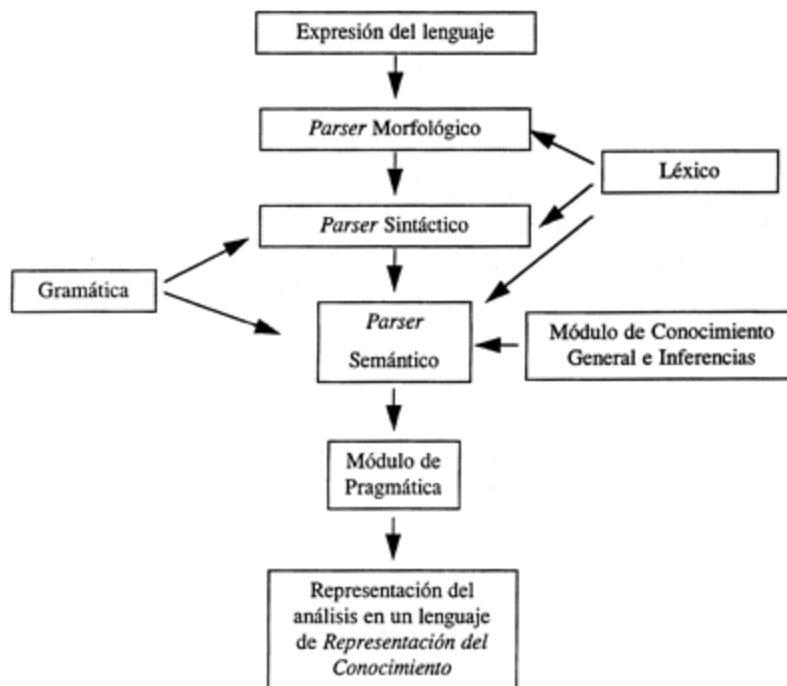 Expresión del lenguaje
Parser Morfológico
Léxico
Parser Sintáctico
Gramática
Parser
Semántico
Módulo de Conocimiento
General e Inferencias
Módulo de
Pragmática
Representación del
análisis en un lenguaje
de Representación del
Conocimiento